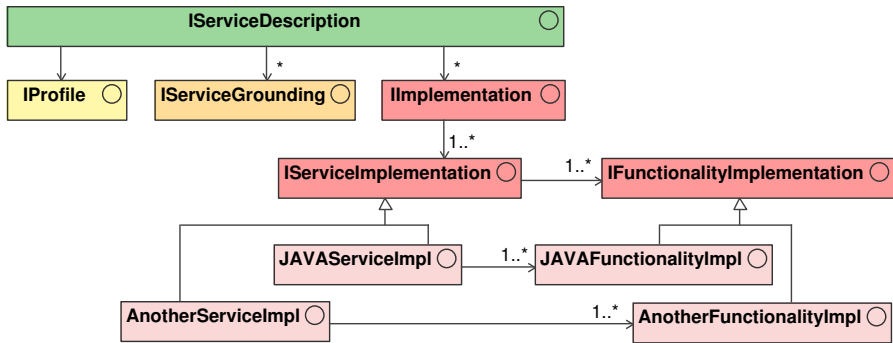 IServiceDescription
*
*
IProfile
IServiceGrounding
IImplementation
1..*
IServiceImplementation
1..*
IFunctionalityImplementation
JAVAServiceImpl
1..*
JAVAFunctionalityImpl
AnotherServiceImpl
1..*
AnotherFunctionalityImpl